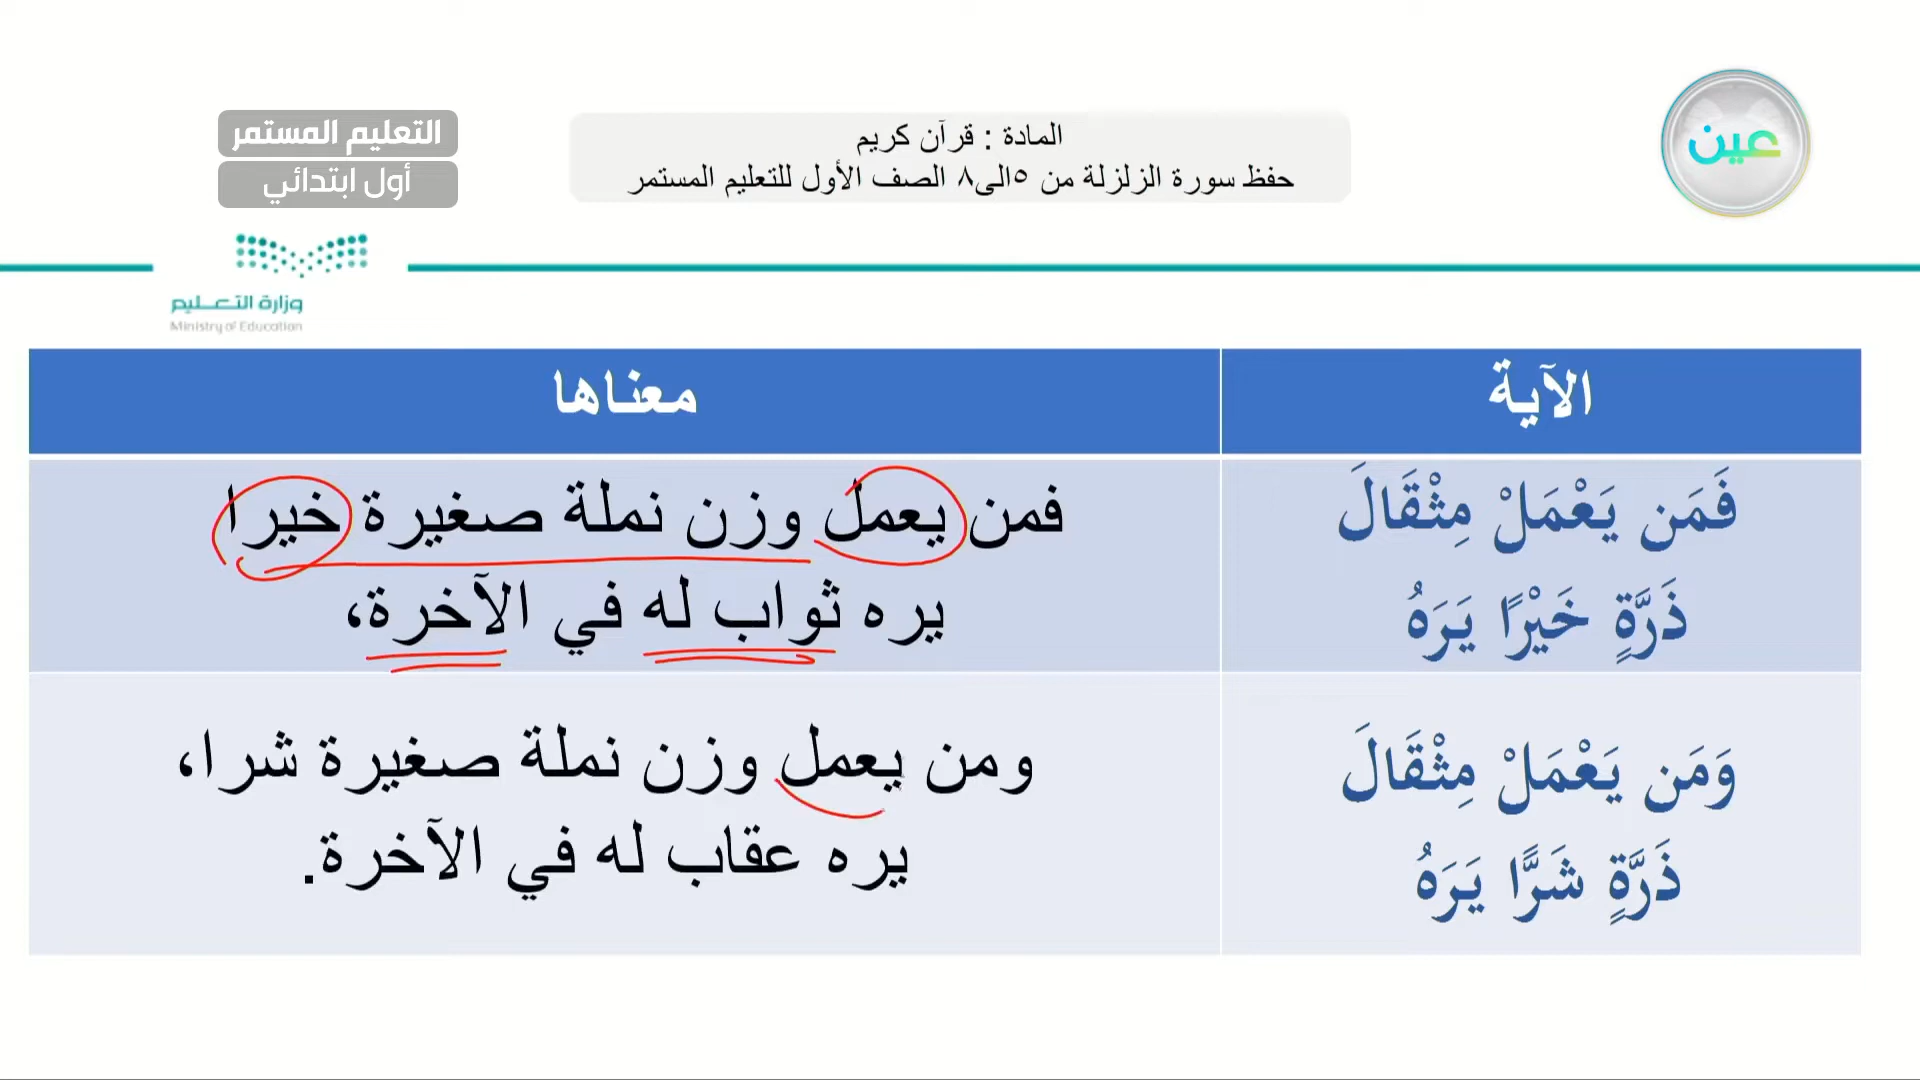 عين
المادة : قرآن كريم
حفظ سورة الزلزلة من ٥الى٨ الصف الأول للتعليم المستمر
التعليم المستمر
أول ابتدائي
وزارة التعليم
Ministry of Education
الآية
معناها
فَمَن يَعْمَلْ مِثْقَالَ
ذَرَّةٍ خَيْرًا يَرَهُ
فمن يعمل وزن نملة صغيرة خيرا
يره ثواب له في الآخرة،
وَمَن يَعْمَلْ مِثْقَالَ
ذَرَّةٍ شَرًّا يَرَهُ
ومن يعمل وزن نملة صغيرة شرا،
يره عقاب له في الآخرة.